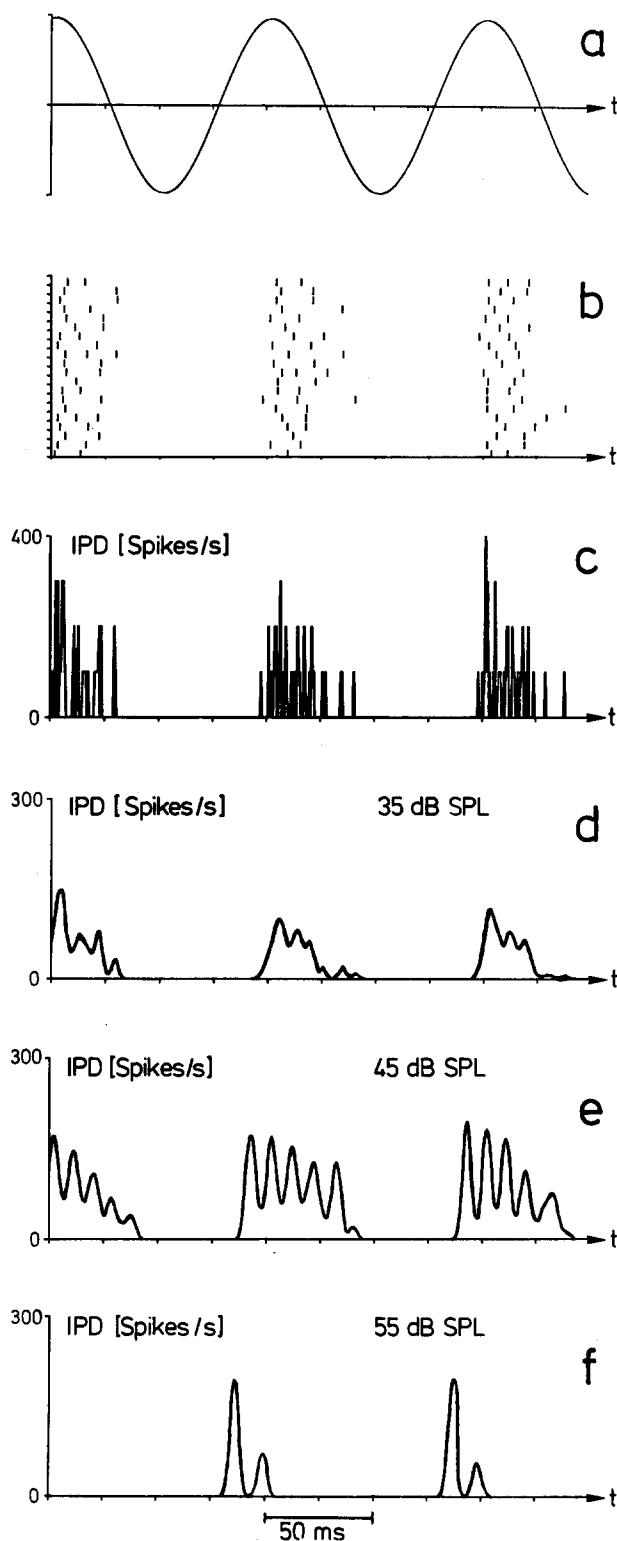 a
t
b
t
400
IPD [Spikes/s]
c
0
t
300
IPD [Spikes/s] 35 dB SPL
d
0
t
300
IPD [Spikes/s] 45 dB SPL
e
0
t
300
IPD [Spikes/s] 55 dB SPL
f
0
t
50 ms